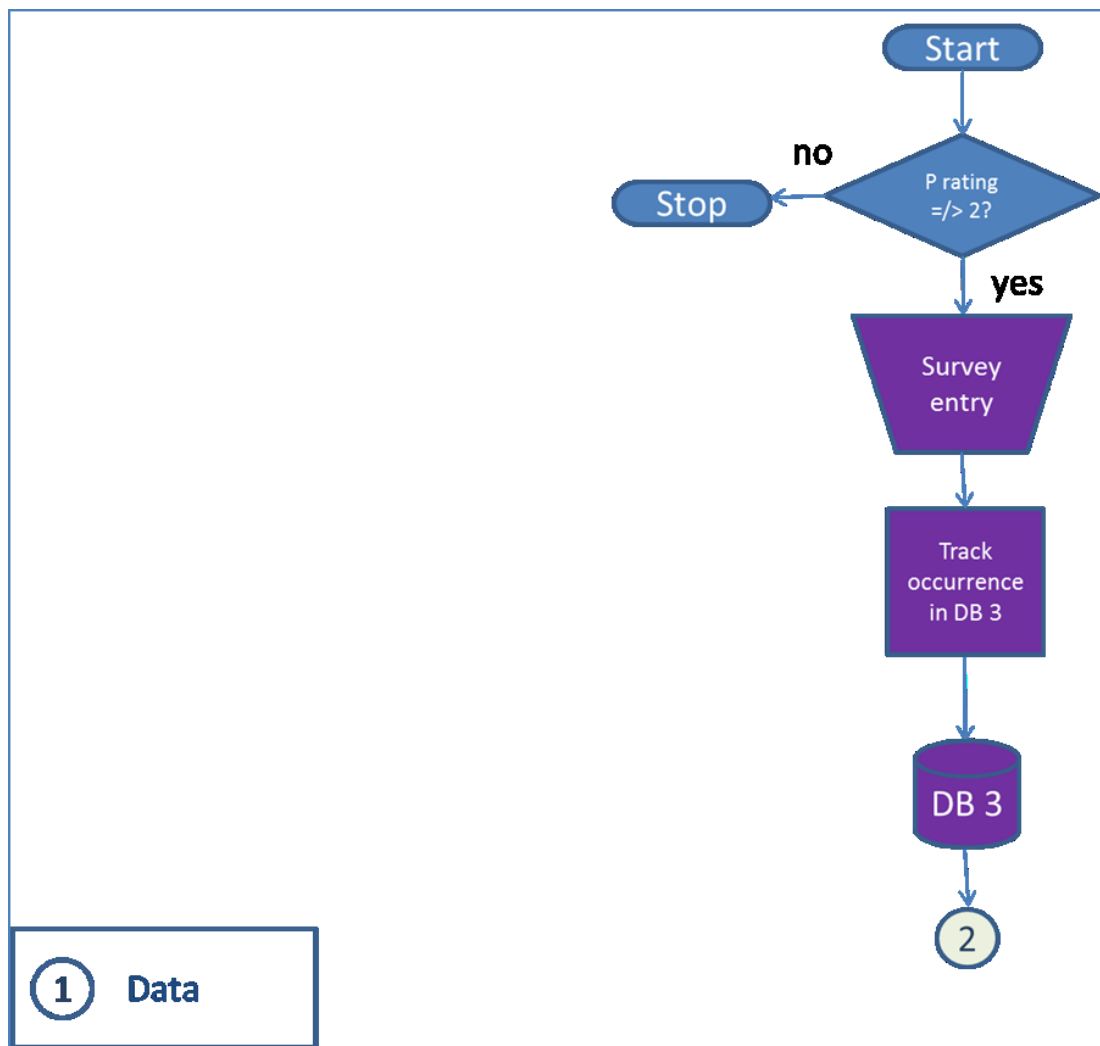 Start
no
P rating
=/> 2?
Stop
yes
Survey
entry
Track
occurrence
in DB 3
DB 3
2
1 Data